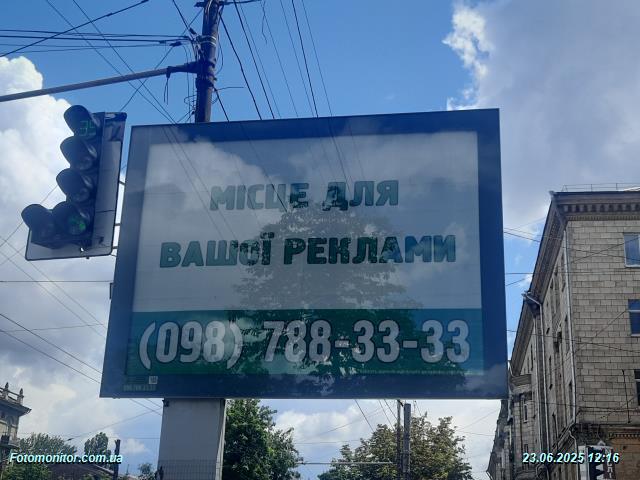 МІСЦЕ ДЛЯ
ВАШОЇ РЕКЛАМИ
(098) 788-33-33
Fotomonitor.com.ua
23.06.2025 12:16